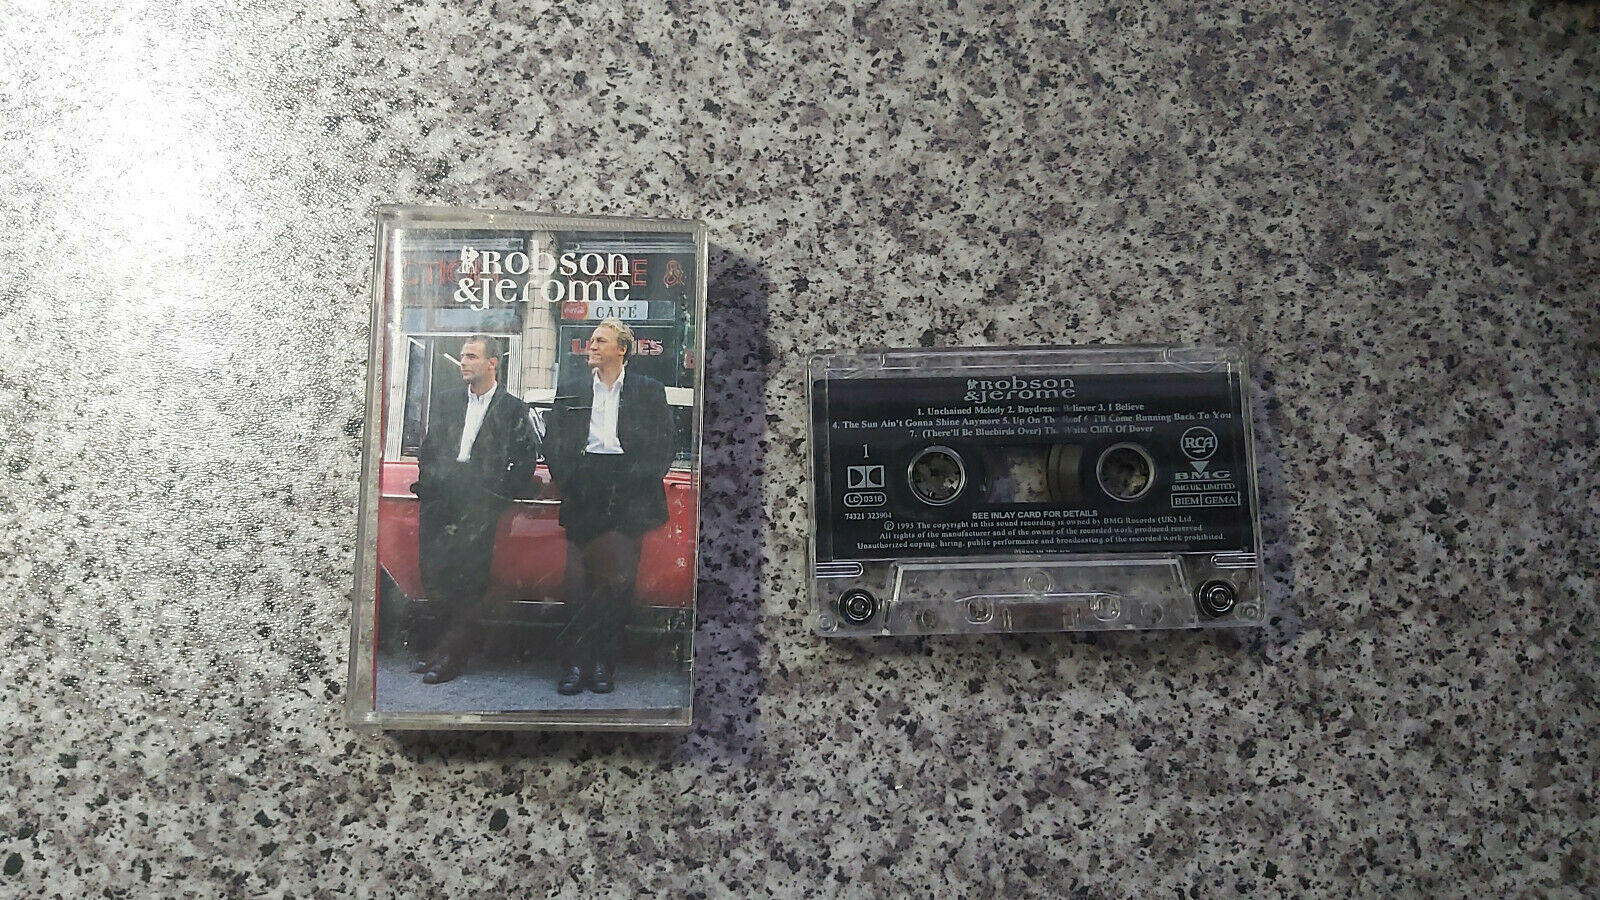 Robson
&Jerome
CAFÉ
Robson
&Jerome
1. Unchained Melody 2. Daydream Believer 3. I Believe
4. The Sun Ain't Gonna Shine Anymore 5. Up On The Roof 6. I'll Come Running Back To You
7. (There'll Be Bluebirds Over) The White Cliffs Of Dover
1
RCA
BMG
BMG UK LIMITED
BIEM GEMA
LC 0316
74321 323904
SEE INLAY CARD FOR DETAILS
℗ 1995 The copyright in this sound recording is owned by BMG Records (UK) Ltd.
All rights of the manufacturer and of the owner of the recorded work produced reserved
Unauthorized coping, hiring, public performance and broadcasting of the recorded work prohibited.
Made in the